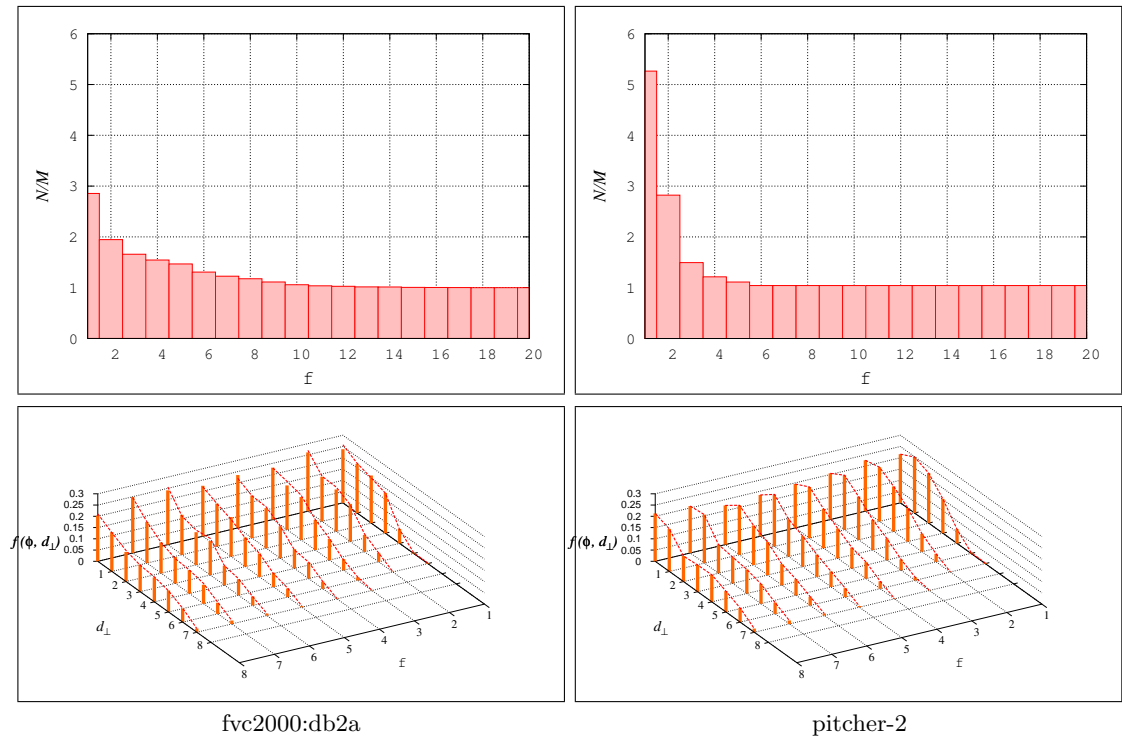 6
5
4
3
2
1
0
N/M
2 4 6 8 10 12 14 16 18 20
f
6
5
4
3
2
1
0
N/M
2 4 6 8 10 12 14 16 18 20
f
0.3
0.25
0.2
0.15
0.1
0.05
0
f(ϕ, d⊥)
1 2 3 4 5 6 7 8
d⊥
8 7 6 5 4 3 2 1
f
0.3
0.25
0.2
0.15
0.1
0.05
0
f(ϕ, d⊥)
1 2 3 4 5 6 7 8
d⊥
8 7 6 5 4 3 2 1
f
fvc2000:db2a
pitcher-2